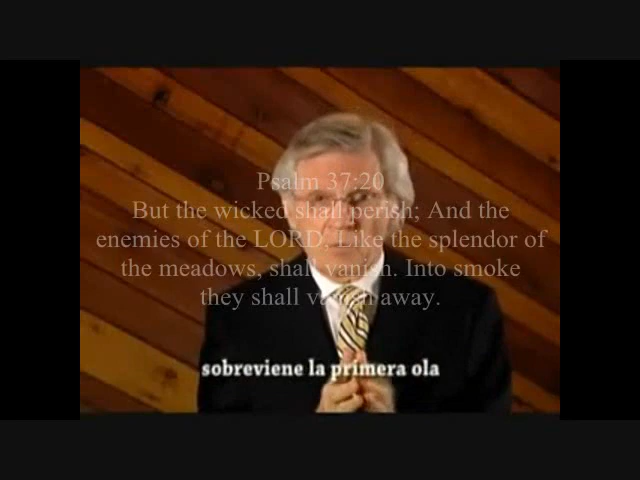 Psalm 37:20
But the wicked shall perish; And the
enemies of the LORD, Like the splendor of
the meadows, shall vanish. Into smoke
they shall vanish away.
sobreviene la primera ola